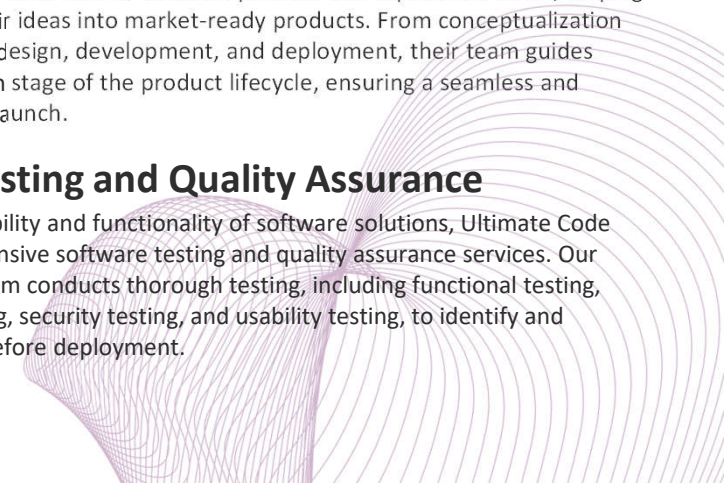 ir ideas into market-ready products. From conceptualization
design, development, and deployment, their team guides
stage of the product lifecycle, ensuring a seamless and
aunch.
sting and Quality Assurance
bility and functionality of software solutions, Ultimate Code
nsive software testing and quality assurance services. Our
m conducts thorough testing, including functional testing,
g, security testing, and usability testing, to identify and
efore deployment.